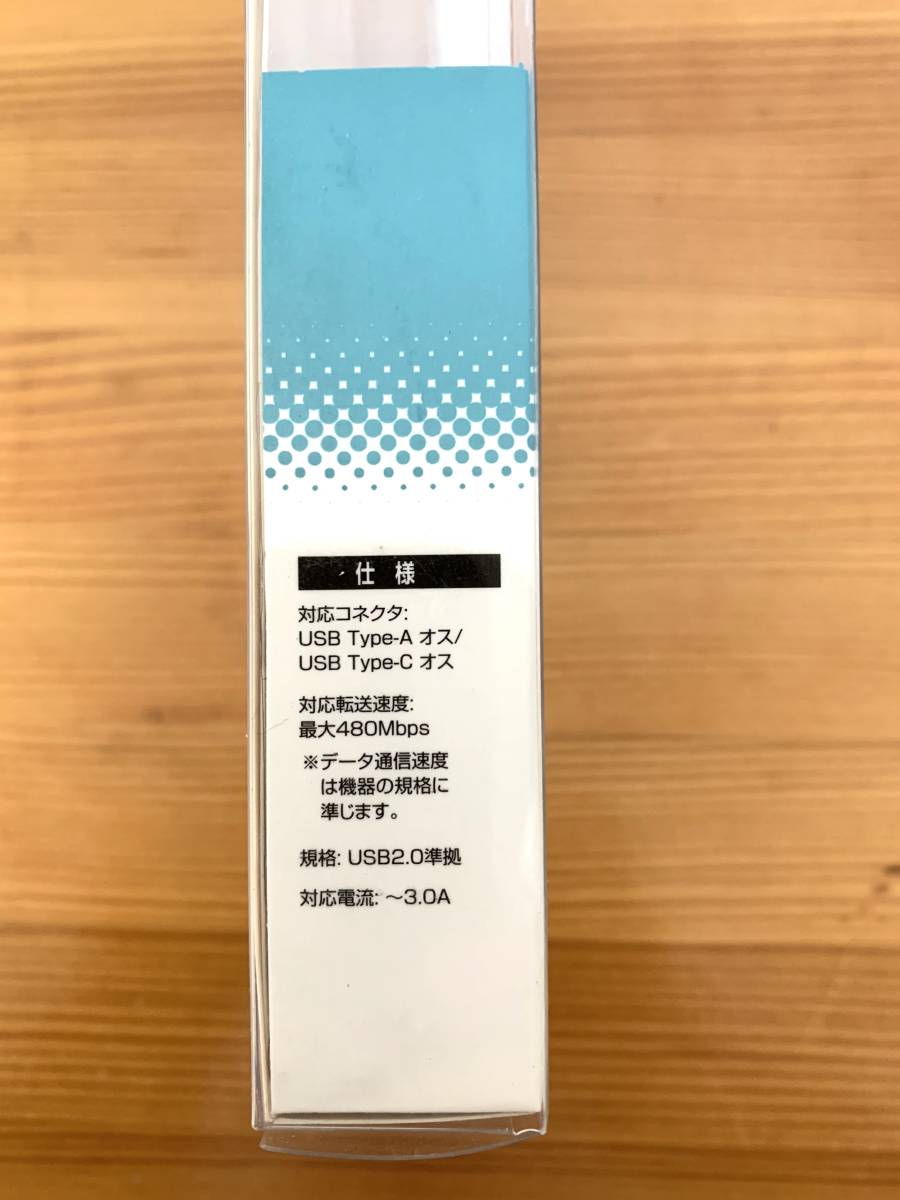 仕様
対応コネクタ:
USB Type-A オス/
USB Type-C オス
対応転送速度:
最大480Mbps
※データ通信速度
は機器の規格に
準じます。
規格: USB2.0準拠
対応電流: ～3.0A